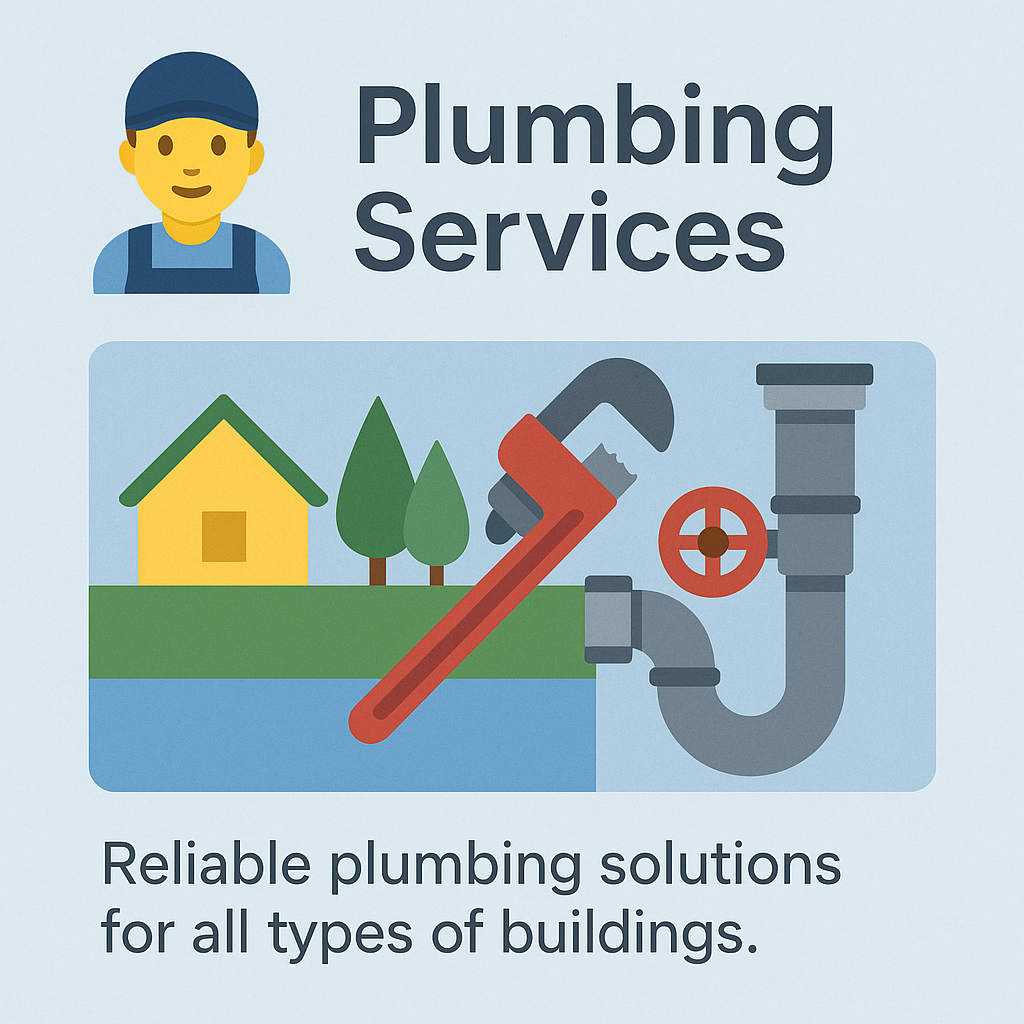 Plumbing
Services
Reliable plumbing solutions
for all types of buildings.